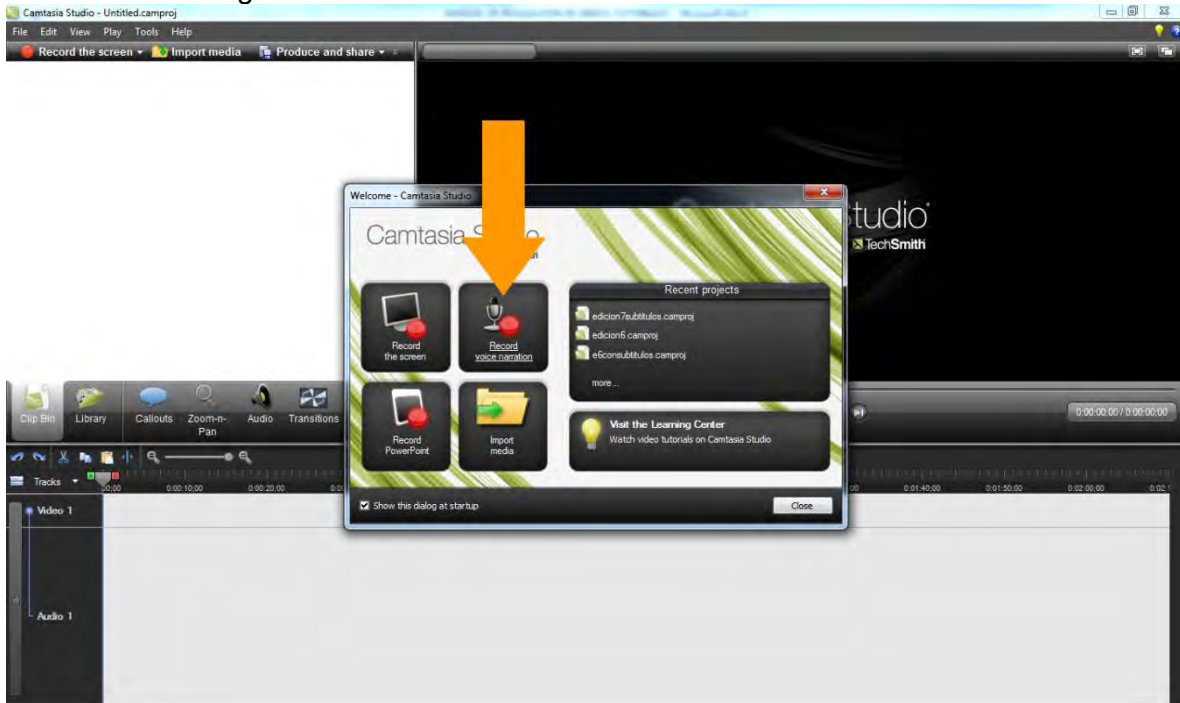 Camtasia Studio - Untitled.camproj
File Edit View Play Tools Help
Record the screen Import media Produce and share
Welcome - Camtasia Studio
Camtasia
tudio
TechSmith
Recent projects
edicion7subtitulos.camproj
edicion6.camproj
e6consubtitulos.camproj
more...
Record
the screen
Record
voice narration
Record
PowerPoint
Import
media
Visit the Learning Center
Watch video tutorials on Camtasia Studio
Show this dialog at startup
Close
Clip Bin Library Callouts Zoom-n-Pan Audio Transitions
0:00:00;00 / 0:00:00;00
Tracks
0:00:10;00 0:00:20;00 0:01:40;00 0:01:50;00 0:02:00;00
Video 1
Audio 1